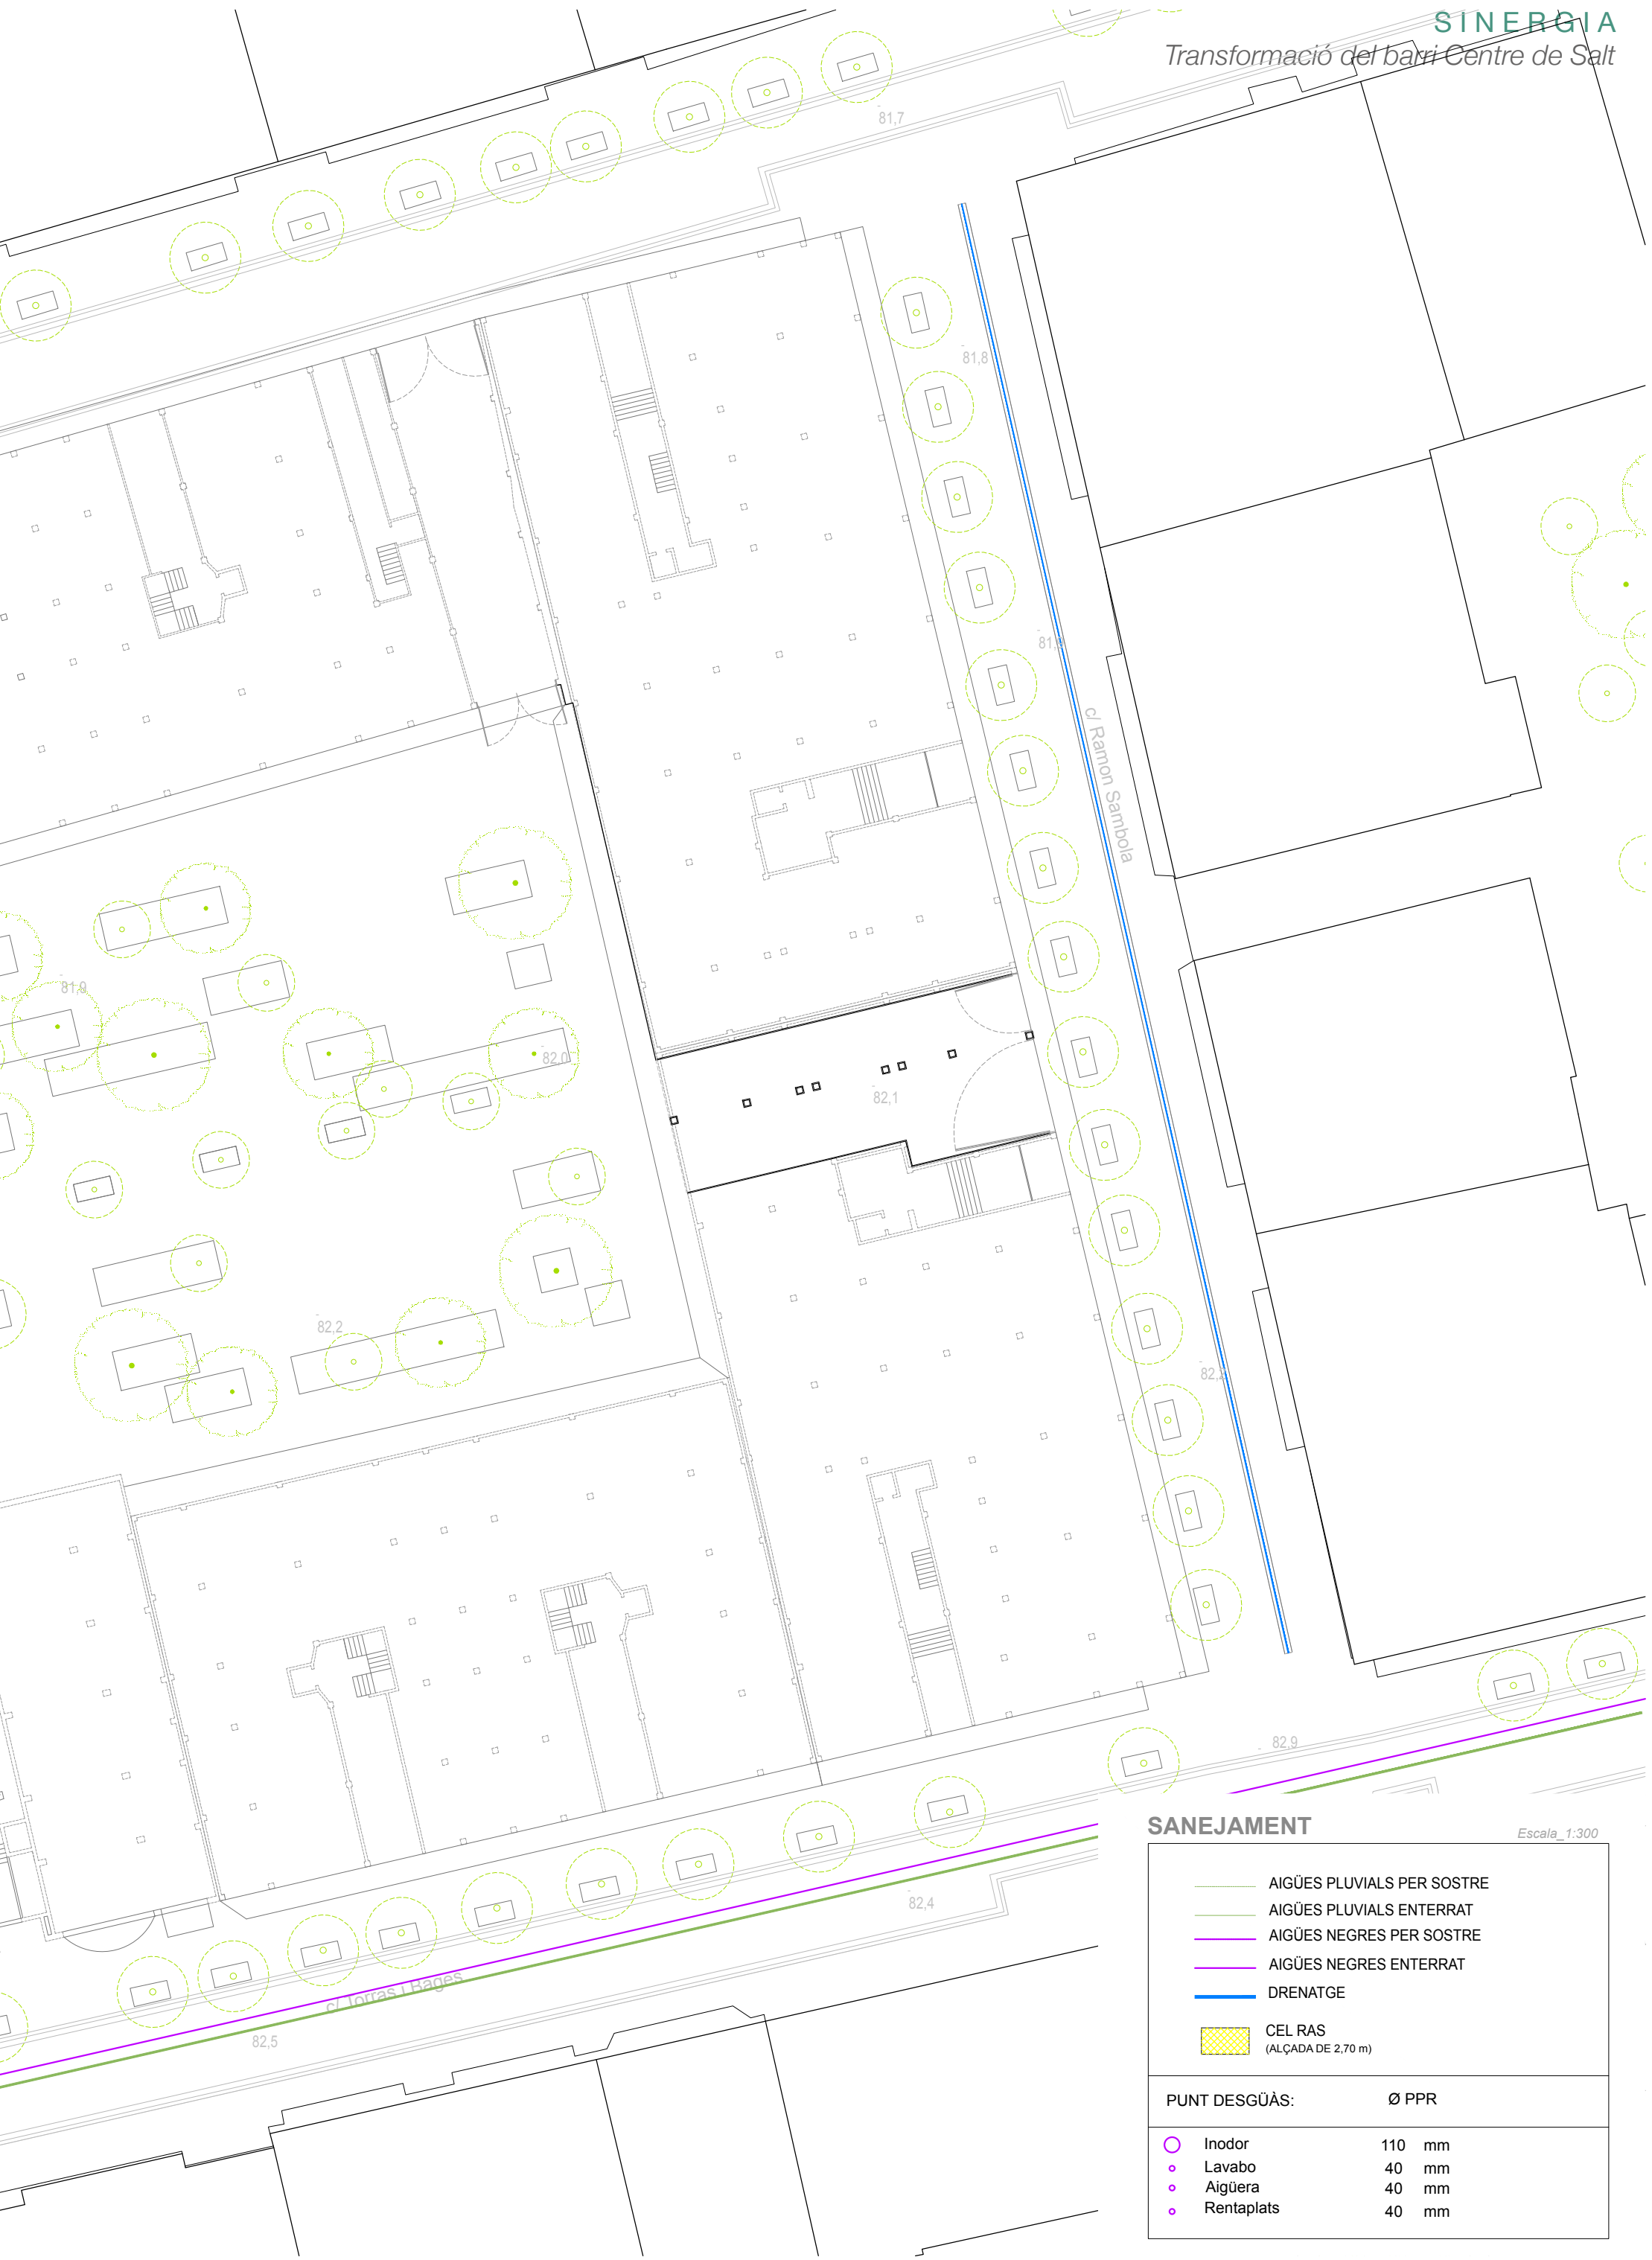 SINERGIA
Transformació del barri Centre de Salt
81,7
81,8
81,9
c/ Ramon Sambola
81,9
82,0
82,1
82,2
82,2
82,9
82,4
c/ Torras i Bages
82,5
SANEJAMENT
Escala_1:300
AIGÜES PLUVIALS PER SOSTRE
AIGÜES PLUVIALS ENTERRAT
AIGÜES NEGRES PER SOSTRE
AIGÜES NEGRES ENTERRAT
DRENATGE
CEL RAS
(ALÇADA DE 2,70 m)
PUNT DESGÜÀS: Ø PPR
Inodor 110 mm
Lavabo 40 mm
Aigüera 40 mm
Rentaplats 40 mm